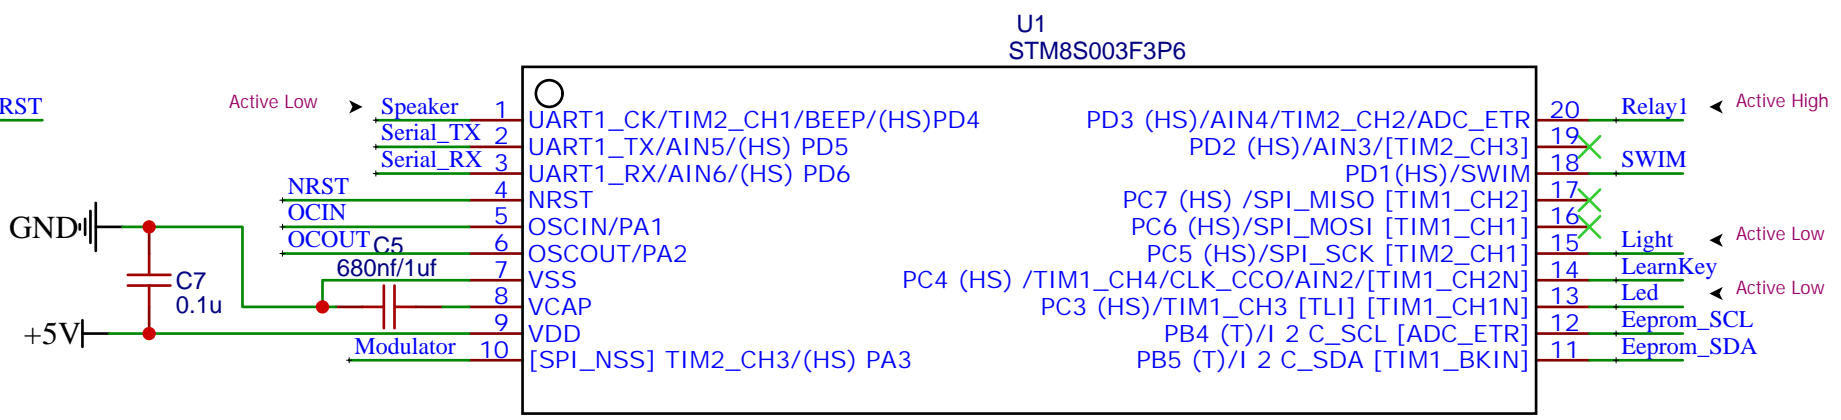 U1
STM8S003F3P6
RST
Active Low
Speaker
1
UART1_CK/TIM2_CH1/BEEP/(HS)PD4
Serial_TX
2
UART1_TX/AIN5/(HS) PD5
Serial_RX
3
UART1_RX/AIN6/(HS) PD6
NRST
4
NRST
OCIN
5
OSCIN/PA1
OCOUT
6
OSCOUT/PA2
C5
680nf/1uf
7
VSS
8
VCAP
9
VDD
Modulator
10
[SPI_NSS] TIM2_CH3/(HS) PA3
GND
C7
0.1u
+5V
PD3 (HS)/AIN4/TIM2_CH2/ADC_ETR
20
Relay1
Active High
PD2 (HS)/AIN3/[TIM2_CH3]
19
PD1(HS)/SWIM
18
SWIM
PC7 (HS) /SPI_MISO [TIM1_CH2]
17
PC6 (HS)/SPI_MOSI [TIM1_CH1]
16
PC5 (HS)/SPI_SCK [TIM2_CH1]
15
Light
Active Low
PC4 (HS) /TIM1_CH4/CLK_CCO/AIN2/[TIM1_CH2N]
14
LearnKey
PC3 (HS)/TIM1_CH3 [TLI] [TIM1_CH1N]
13
Led
Active Low
PB4 (T)/I 2 C_SCL [ADC_ETR]
12
Eeprom_SCL
PB5 (T)/I 2 C_SDA [TIM1_BKIN]
11
Eeprom_SDA